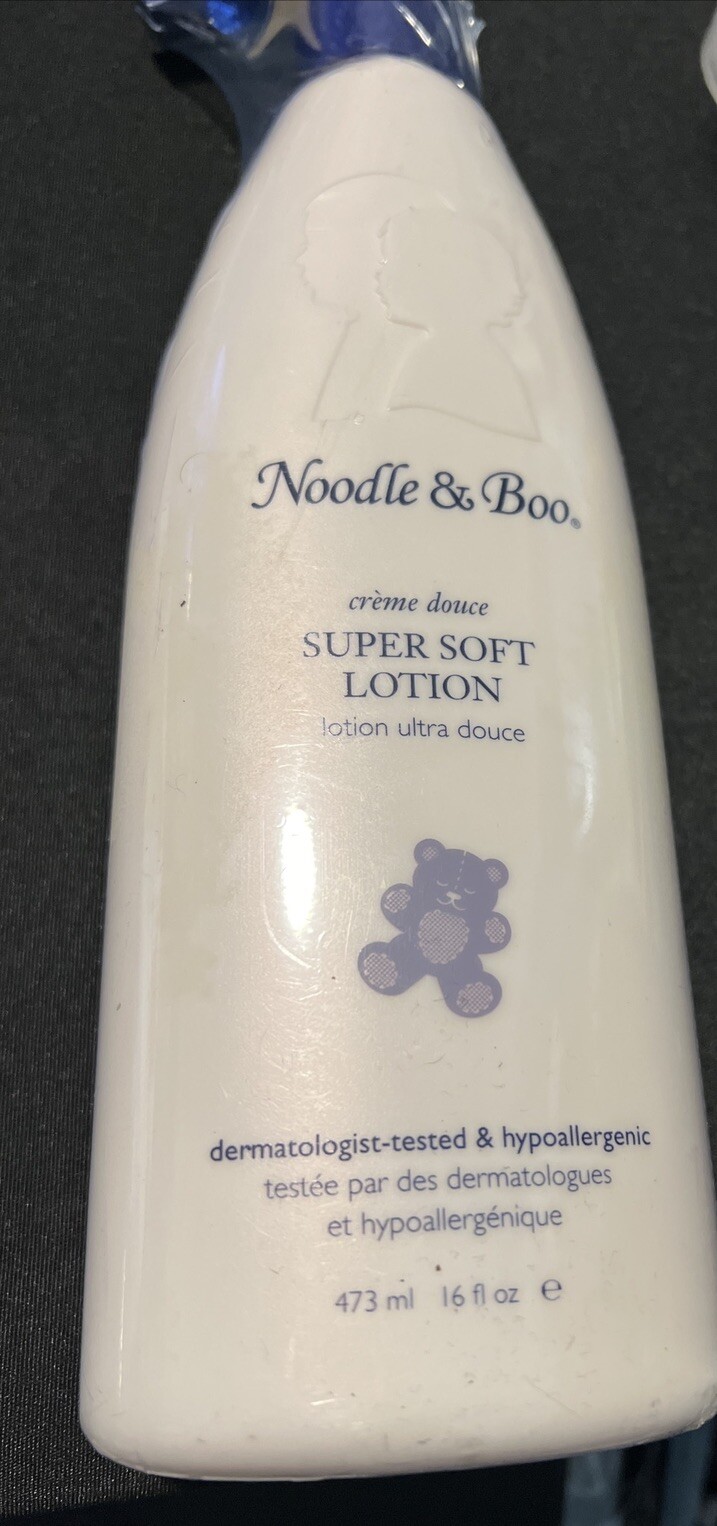 Noodle & Boo®
crème douce
SUPER SOFT
LOTION
lotion ultra douce
dermatologist-tested & hypoallergenic
testée par des dermatologues
et hypoallergénique
473 ml 16 fl oz ℮